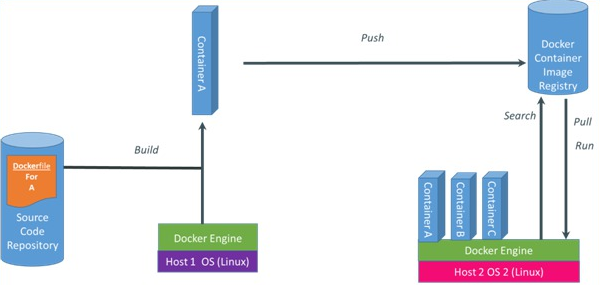 Container A
Push
Docker
Container
Image
Registry
Dockerfile
For
A
Source
Code
Repository
Build
Docker Engine
Host 1 OS (Linux)
Search
Pull
Run
Container A
Container B
Container C
Docker Engine
Host 2 OS 2 (Linux)